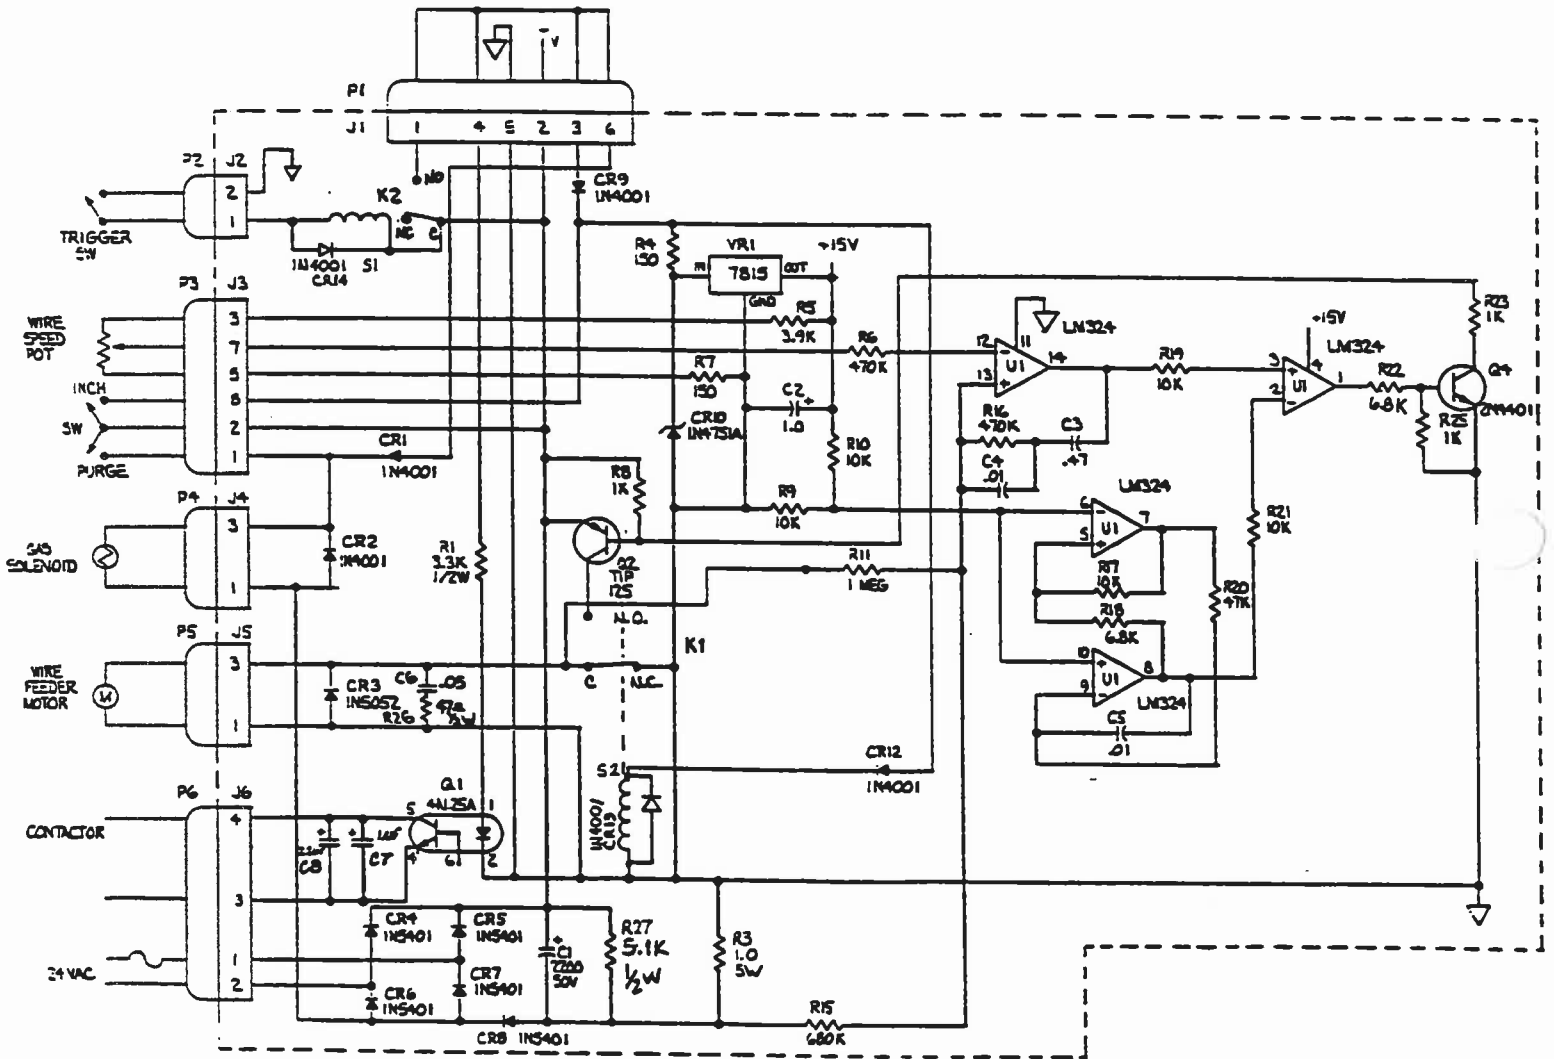 P1
V
J1
1 4 5 2 3 6
P2 J2
2
1
TRIGGER
SW
NO
K2
NC C
1N4001 S1
CR14
CR9
1N4001
P3 J3
WIRE
SPEED
POT
3
7
5
8
2
1
INCH
SW
PURGE
CR1
1N4001
R4
150
VR1
7815
IN OUT
GND
+15V
R5
3.9K
R6
470K
R7
150
C2
+
1.0
CR10
1N4751A
R10
10K
R8
1K
R9
10K
12
13
11
14
U1
LM324
R16
470K
C3
.47
C4
.01
R19
10K
+15V
LM324
3
2
4
1
U1
R22
6.8K
R23
1K
Q4
2N4401
R25
1K
P4 J4
GAS
SOLENOID
3
1
CR2
1N4001
R1
3.3K
1/2W
Q2
TIP
125
N.O.
R11
1 MEG
LM324
6
5
7
U1
R17
10K
R18
6.8K
R20
47K
R21
10K
10
9
8
U1
LM324
C5
.01
P5 J5
WIRE
FEEDER
MOTOR
M
3
1
CR3
1N5052
C6 .05
47Ω
R26 ½W
C N.C.
K1
S2
1N4001
CR13
CR12
1N4001
P6 J6
CONTACTOR
4
3
1
2
24 VAC
C8
C7
Q1
4N25A
5
4
6
1
2
CR4
1N5401
CR5
1N5401
CR6
1N5401
CR7
1N5401
CR8 1N5401
+
C1
2200
50V
R27
5.1K
1/2W
R3
1.0
5W
R15
680K